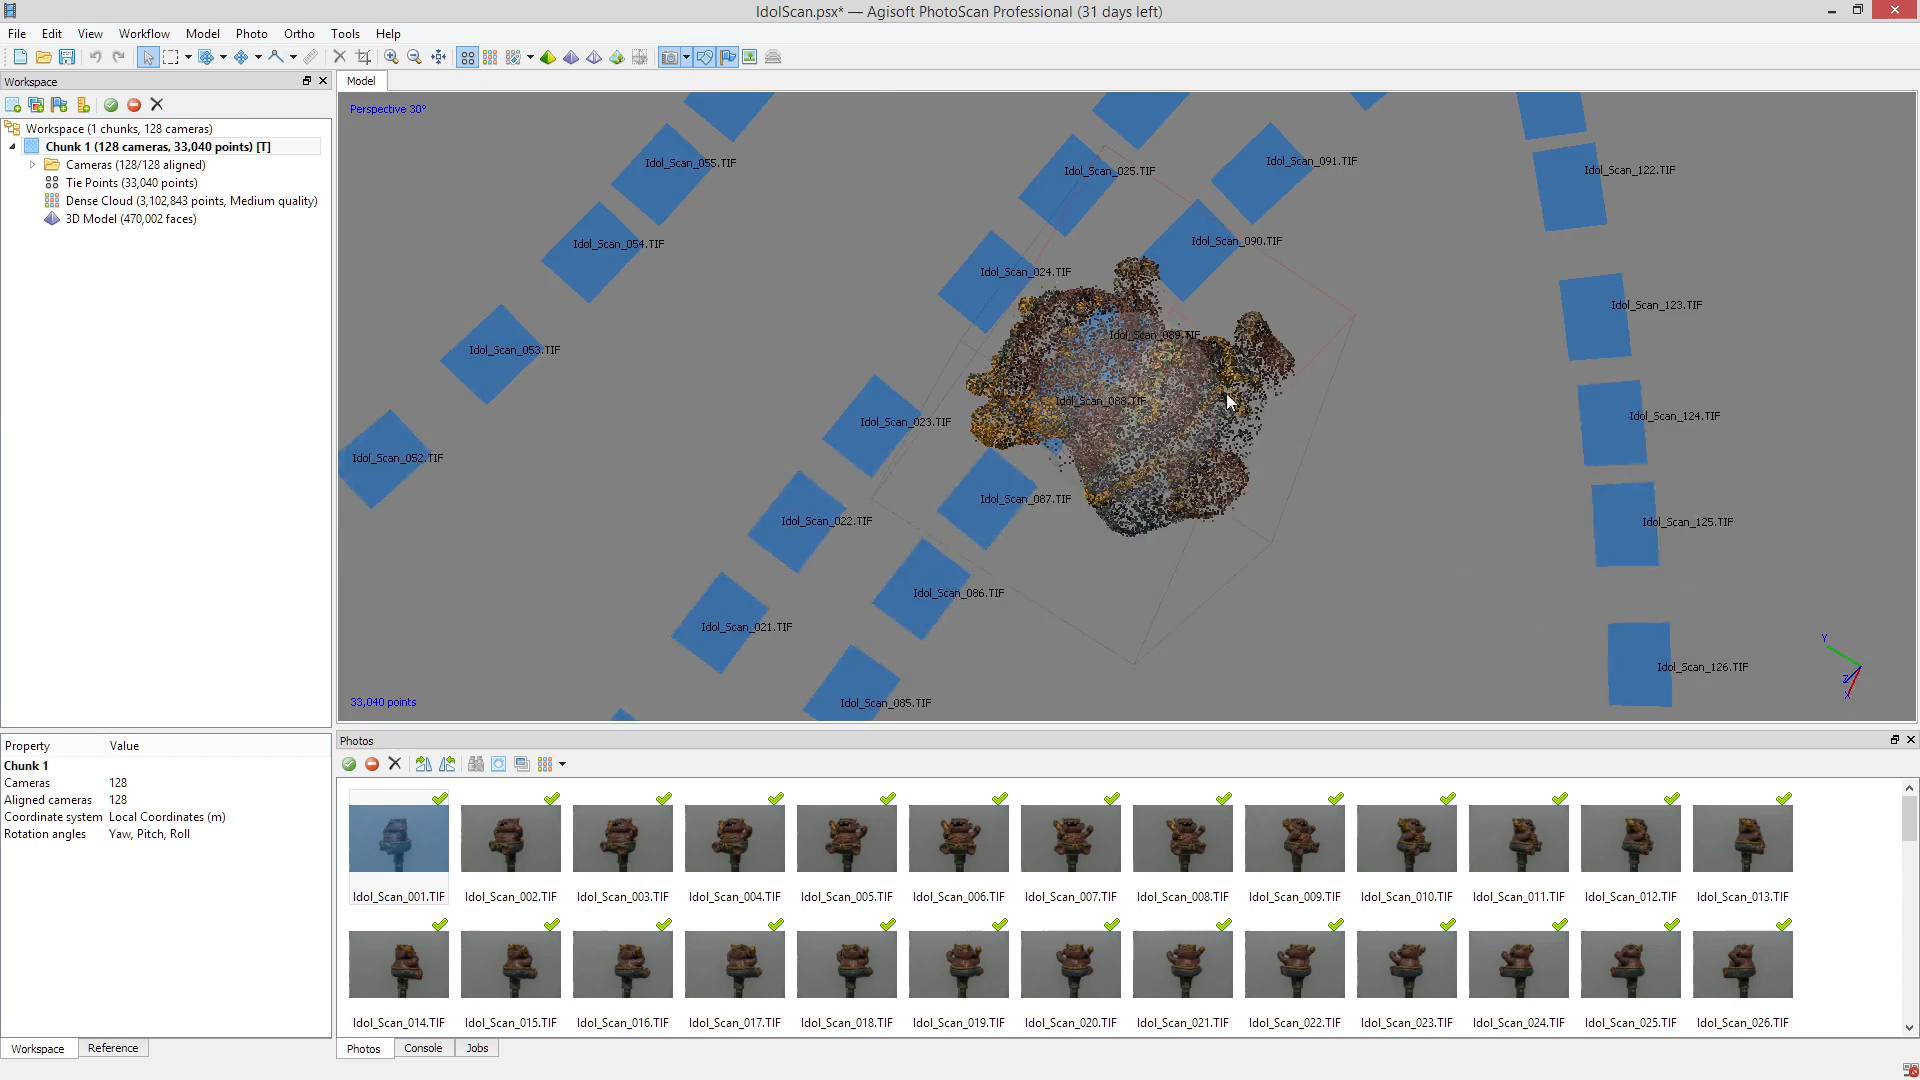 IdolScan.psx* — Agisoft PhotoScan Professional (31 days left)
File Edit View Workflow Model Photo Ortho Tools Help
Workspace
Model
Workspace (1 chunks, 128 cameras)
Chunk 1 (128 cameras, 33,040 points) [T]
Cameras (128/128 aligned)
Tie Points (33,040 points)
Dense Cloud (3,102,843 points, Medium quality)
3D Model (470,002 faces)
Perspective 30°
Idol_Scan_055.TIF
Idol_Scan_025.TIF
Idol_Scan_091.TIF
Idol_Scan_122.TIF
Idol_Scan_054.TIF
Idol_Scan_090.TIF
Idol_Scan_024.TIF
Idol_Scan_123.TIF
Idol_Scan_089.TIF
Idol_Scan_053.TIF
Idol_Scan_088.TIF
Idol_Scan_124.TIF
Idol_Scan_023.TIF
Idol_Scan_052.TIF
Idol_Scan_087.TIF
Idol_Scan_022.TIF
Idol_Scan_125.TIF
Idol_Scan_086.TIF
Idol_Scan_021.TIF
Idol_Scan_126.TIF
Idol_Scan_085.TIF
33,040 points
Y
Z
X
Property Value
Chunk 1
Cameras 128
Aligned cameras 128
Coordinate system Local Coordinates (m)
Rotation angles Yaw, Pitch, Roll
Workspace Reference
Photos
Idol_Scan_001.TIF Idol_Scan_002.TIF Idol_Scan_003.TIF Idol_Scan_004.TIF Idol_Scan_005.TIF Idol_Scan_006.TIF Idol_Scan_007.TIF Idol_Scan_008.TIF Idol_Scan_009.TIF Idol_Scan_010.TIF Idol_Scan_011.TIF Idol_Scan_012.TIF Idol_Scan_013.TIF
Idol_Scan_014.TIF Idol_Scan_015.TIF Idol_Scan_016.TIF Idol_Scan_017.TIF Idol_Scan_018.TIF Idol_Scan_019.TIF Idol_Scan_020.TIF Idol_Scan_021.TIF Idol_Scan_022.TIF Idol_Scan_023.TIF Idol_Scan_024.TIF Idol_Scan_025.TIF Idol_Scan_026.TIF
Photos Console Jobs